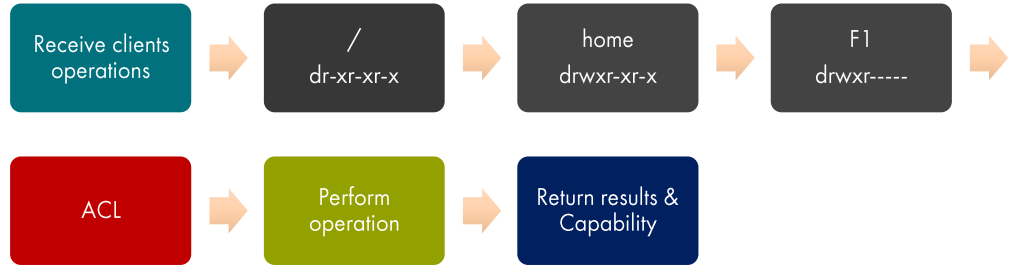 Receive clients
operations
/
dr-xr-xr-x
home
drwxr-xr-x
F1
drwxr-----
ACL
Perform
operation
Return results &
Capability